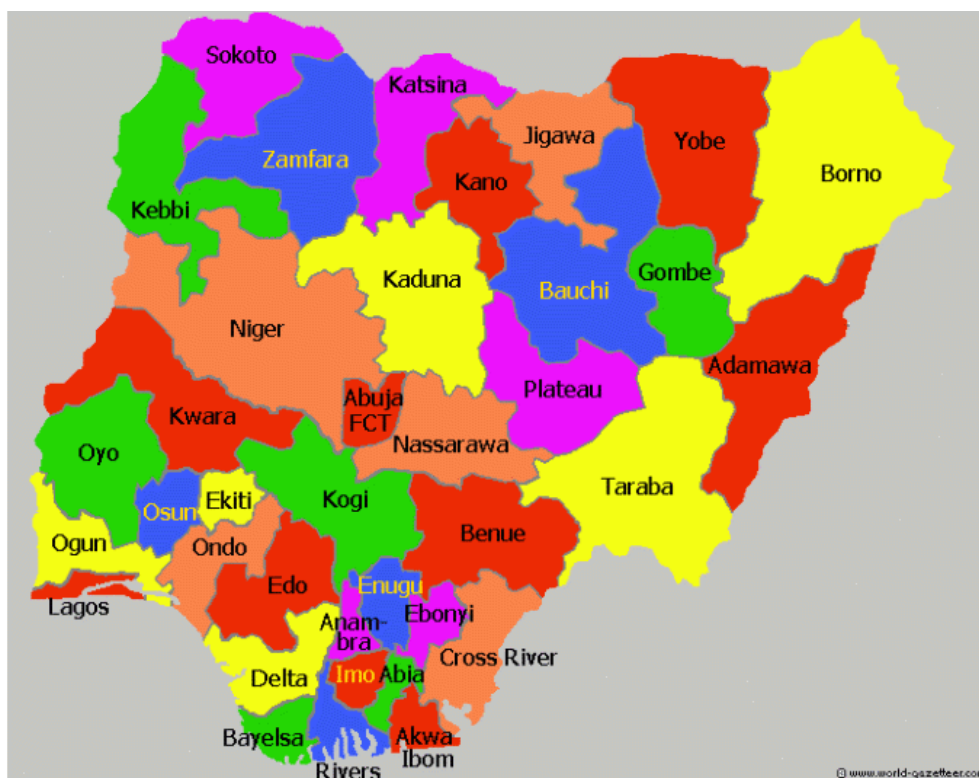 Sokoto
Katsina
Jigawa
Yobe
Zamfara
Kano
Borno
Kebbi
Kaduna
Gombe
Bauchi
Niger
Adamawa
Abuja
FCT
Plateau
Kwara
Nassarawa
Oyo
Taraba
Kogi
Ekiti
Osun
Benue
Ogun
Ondo
Edo
Enugu
Lagos
Ebonyi
Anam-
bra
Cross River
Delta
Imo
Abia
Bayelsa
Akwa
Ibom
Rivers
© www.world-gazetteer.co